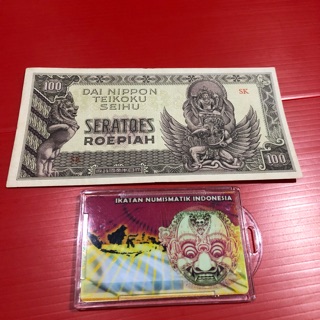 100
DAI NIPPON
TEIKOKU
SEIHU
SK
SERATOES
ROEPIAH
100
IKATAN NUMISMATIK INDONESIA